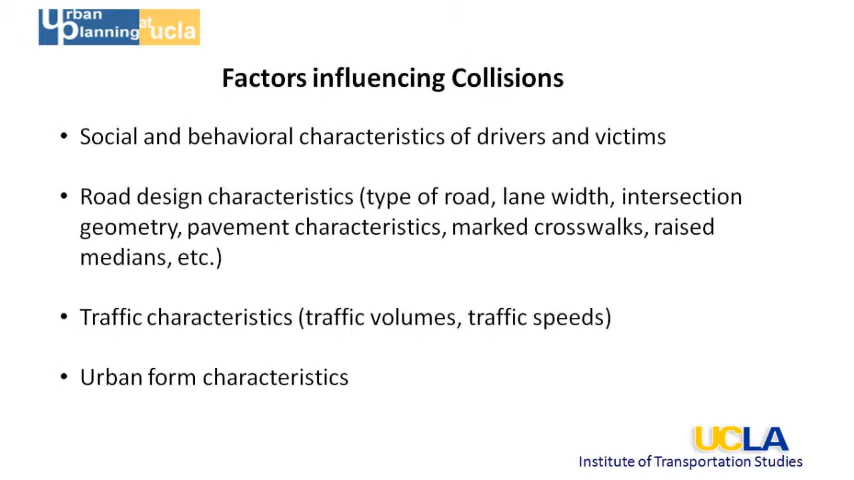 Urban
Planning at ucla
Factors influencing Collisions
• Social and behavioral characteristics of drivers and victims
• Road design characteristics (type of road, lane width, intersection
geometry, pavement characteristics, marked crosswalks, raised
medians, etc.)
• Traffic characteristics (traffic volumes, traffic speeds)
• Urban form characteristics
UCLA
Institute of Transportation Studies